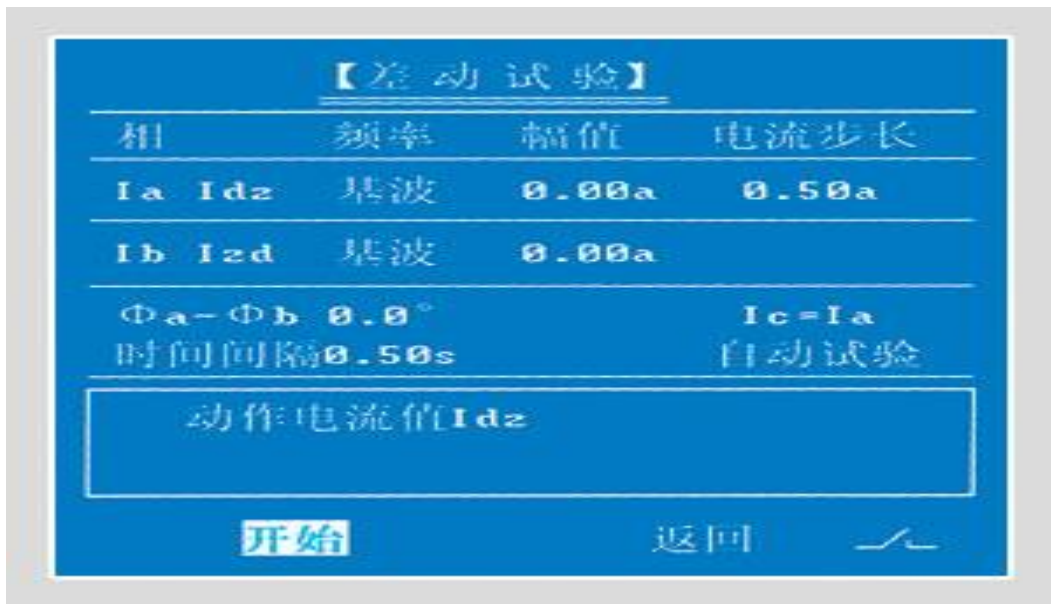 【差动试验】
相 频率 幅值 电流步长
Ia Idz 基波 0.00a 0.50a
Ib Izd 基波 0.00a
Φa-Φb 0.0° Ic=Ia
时间间隔0.50s 自动试验
动作电流值Idz
开始 返回